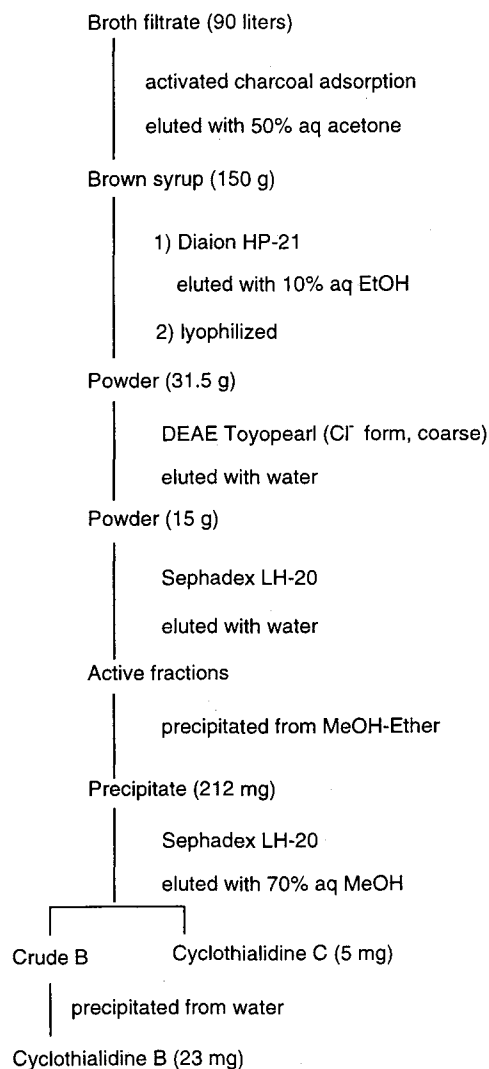 Broth filtrate (90 liters)
activated charcoal adsorption
eluted with 50% aq acetone
Brown syrup (150 g)
1) Diaion HP-21
eluted with 10% aq EtOH
2) lyophilized
Powder (31.5 g)
DEAE Toyopearl (Cl⁻ form, coarse)
eluted with water
Powder (15 g)
Sephadex LH-20
eluted with water
Active fractions
precipitated from MeOH-Ether
Precipitate (212 mg)
Sephadex LH-20
eluted with 70% aq MeOH
Crude B
Cyclothialidine C (5 mg)
precipitated from water
Cyclothialidine B (23 mg)